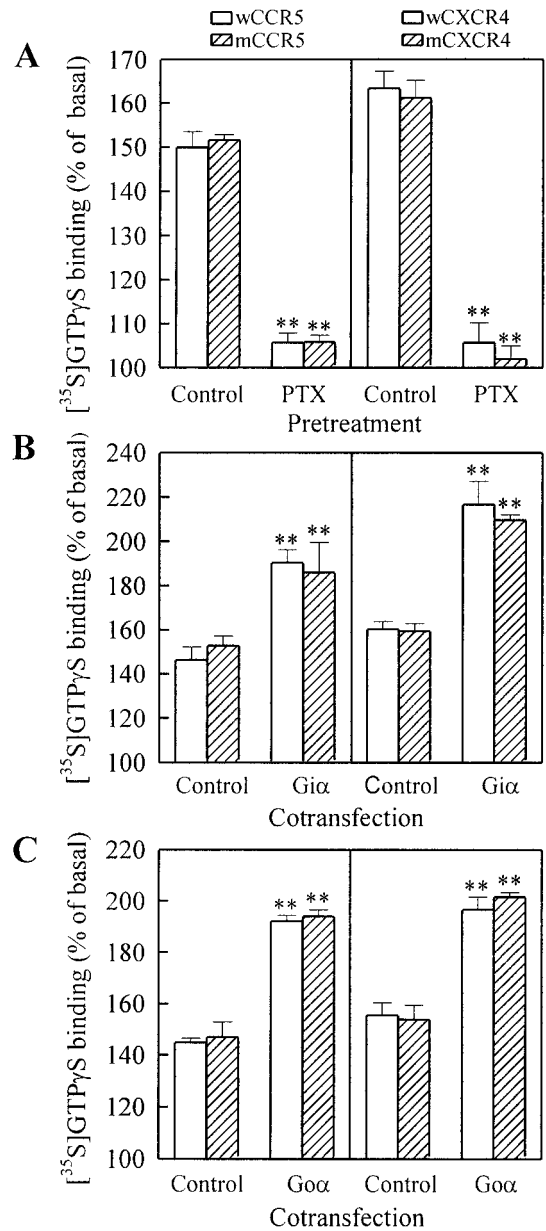 wCCR5 wCXCR4
mCCR5 mCXCR4
A
[³⁵S]GTPγS binding (% of basal)
170
160
150
140
130
120
110
100
** ** ** **
Control PTX Control PTX
Pretreatment
B
[³⁵S]GTPγS binding (% of basal)
240
220
200
180
160
140
120
100
** ** ** **
Control Giα Control Giα
Cotransfection
C
[³⁵S]GTPγS binding (% of basal)
220
200
180
160
140
120
100
** ** ** **
Control Goα Control Goα
Cotransfection